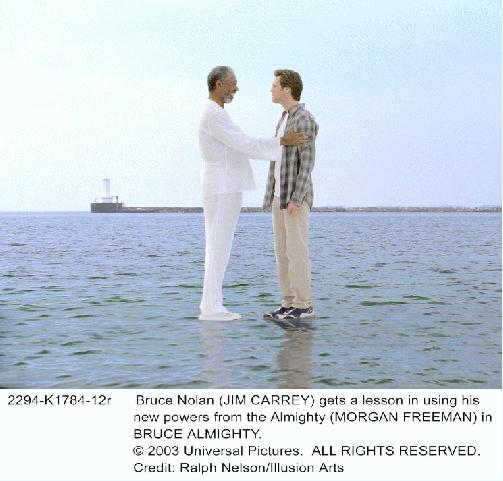 2294-K1784-12r Bruce Nolan (JIM CARREY) gets a lesson in using his
new powers from the Almighty (MORGAN FREEMAN) in
BRUCE ALMIGHTY.
© 2003 Universal Pictures. ALL RIGHTS RESERVED.
Credit: Ralph Nelson/Illusion Arts